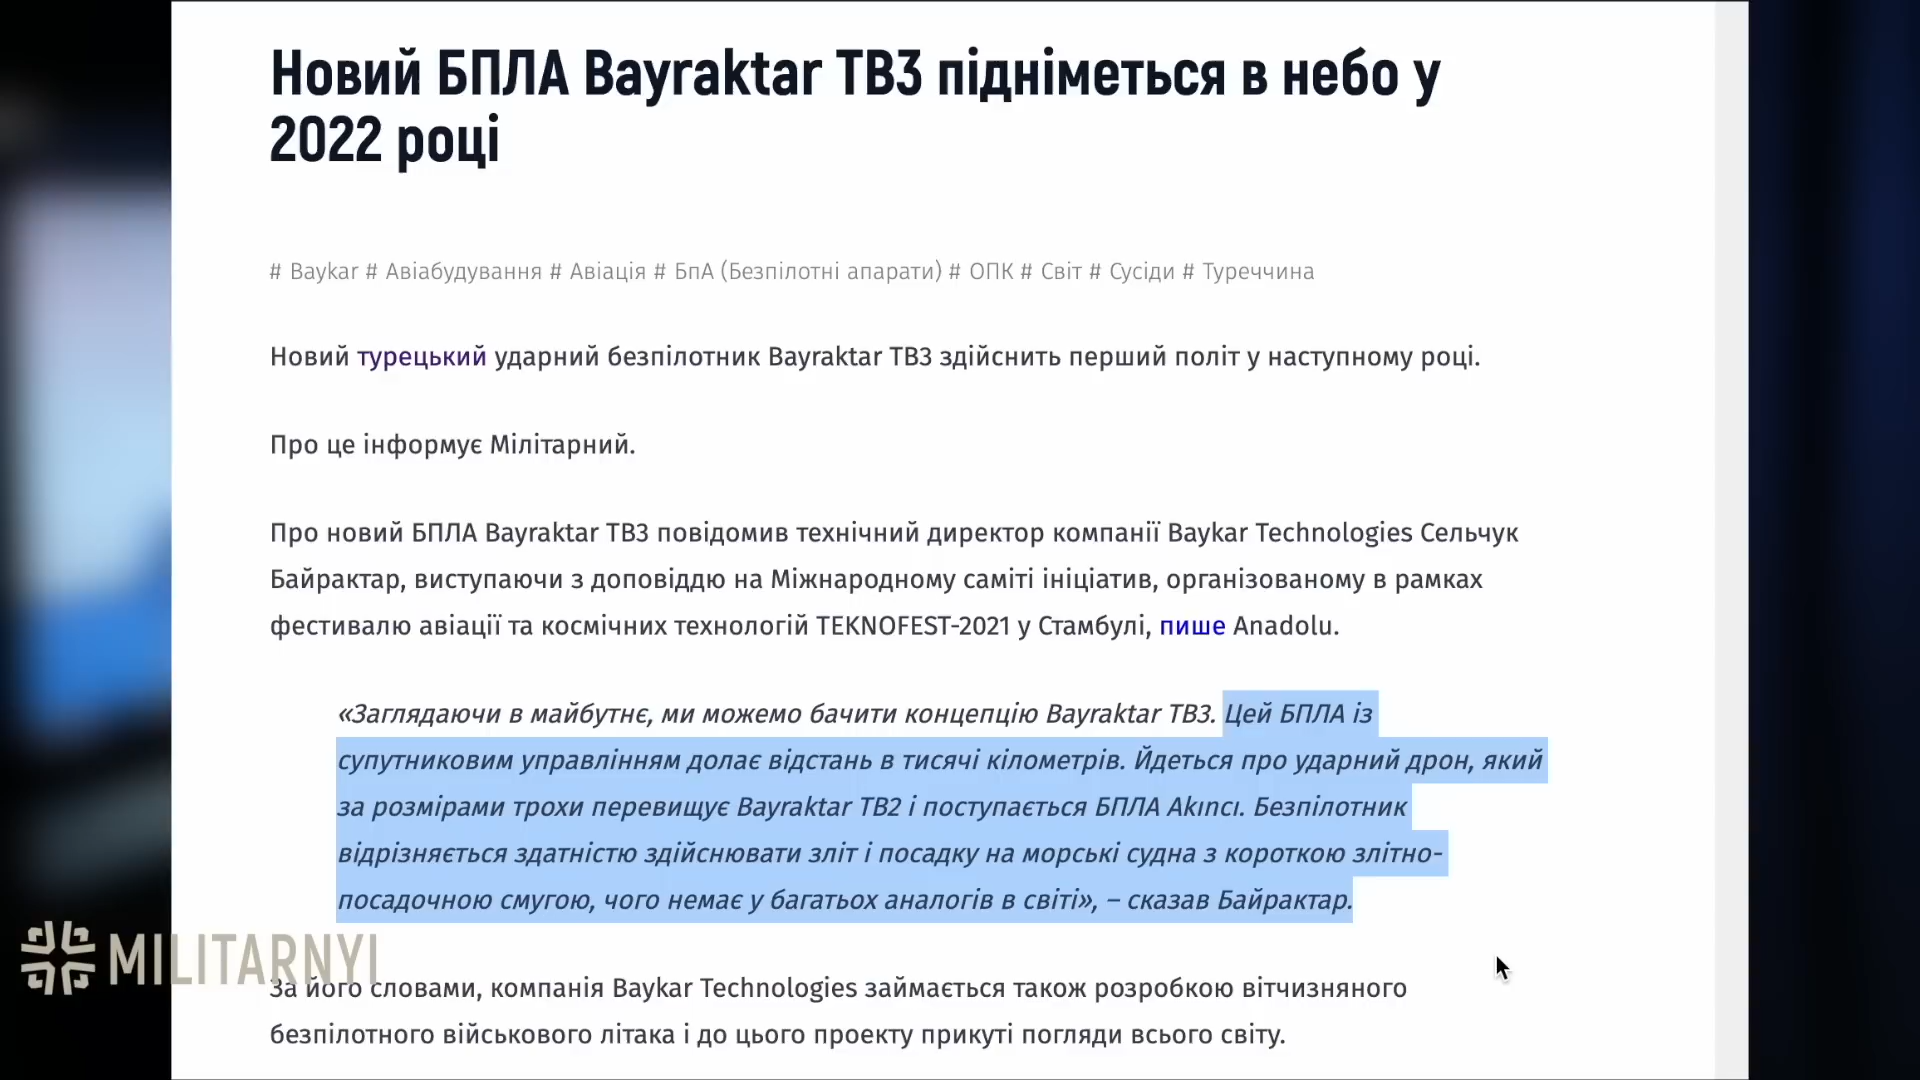 Новий БПЛА Bayraktar TB3 підніметься в небо у
2022 році
# Baykar # Авіабудування # Авіація # БпА (Безпілотні апарати) # ОПК # Світ # Сусіди # Туреччина
Новий турецький ударний безпілотник Bayraktar TB3 здійснить перший політ у наступному році.
Про це інформує Мілітарний.
Про новий БПЛА Bayraktar TB3 повідомив технічний директор компанії Baykar Technologies Сельчук
Байрактар, виступаючи з доповіддю на Міжнародному саміті ініціатив, організованому в рамках
фестивалю авіації та космічних технологій TEKNOFEST-2021 у Стамбулі, пише Anadolu.
«Заглядаючи в майбутнє, ми можемо бачити концепцію Bayraktar TB3. Цей БПЛА із
супутниковим управлінням долає відстань в тисячі кілометрів. Йдеться про ударний дрон, який
за розмірами трохи перевищує Bayraktar TB2 і поступається БПЛА Akıncı. Безпілотник
відрізняється здатністю здійснювати зліт і посадку на морські судна з короткою злітно-
посадочною смугою, чого немає у багатьох аналогів в світі», – сказав Байрактар.
MILITARNYI
За його словами, компанія Baykar Technologies займається також розробкою вітчизняного
безпілотного військового літака і до цього проекту прикуті погляди всього світу.